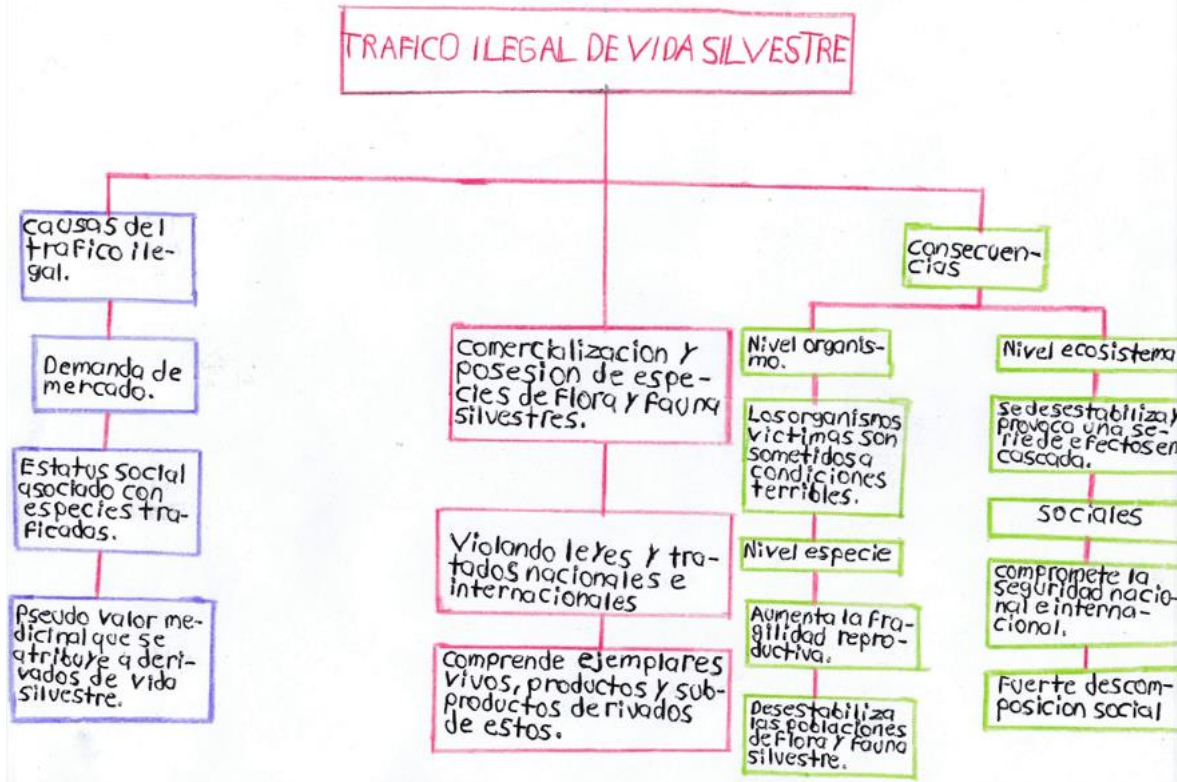 TRAFICO ILEGAL DE VIDA SILVESTRE
causas del
trafico ile-
gal.
Demanda de
mercado.
Estatus social
asociado con
especies tra-
ficadas.
Pseudo valor me-
dicinal que se
atribuye a deri-
vados de vida
silvestre.
comercializacion y
posesion de espe-
cies de flora y fauna
silvestres.
Violando leyes y tra-
tados nacionales e
internacionales
comprende ejemplares
vivos, productos y sub-
productos derivados
de estos.
cansecuen-
cias
Nivel organis-
mo.
Los organismos
victimas son
sometidos a
condiciones
terribles.
Nivel especie
Aumenta la fra-
gilidad repro-
ductiva.
Desestabiliza
las poblaciones
de flora y fauna
silvestre.
Nivel ecosistema
se desestabiliza y
provoca una se-
rie de efectos en
cascada.
sociales
compromete la
seguridad nacio-
nal e interna-
cional.
Fuerte descom-
posicion social